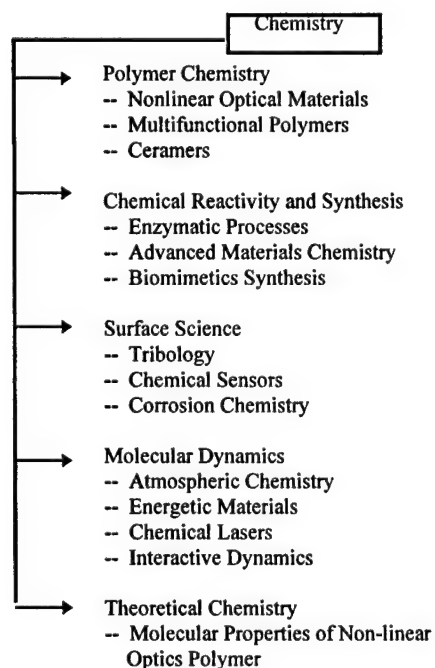 Chemistry
Polymer Chemistry
-- Nonlinear Optical Materials
-- Multifunctional Polymers
-- Ceramers
Chemical Reactivity and Synthesis
-- Enzymatic Processes
-- Advanced Materials Chemistry
-- Biomimetics Synthesis
Surface Science
-- Tribology
-- Chemical Sensors
-- Corrosion Chemistry
Molecular Dynamics
-- Atmospheric Chemistry
-- Energetic Materials
-- Chemical Lasers
-- Interactive Dynamics
Theoretical Chemistry
-- Molecular Properties of Non-linear
Optics Polymer